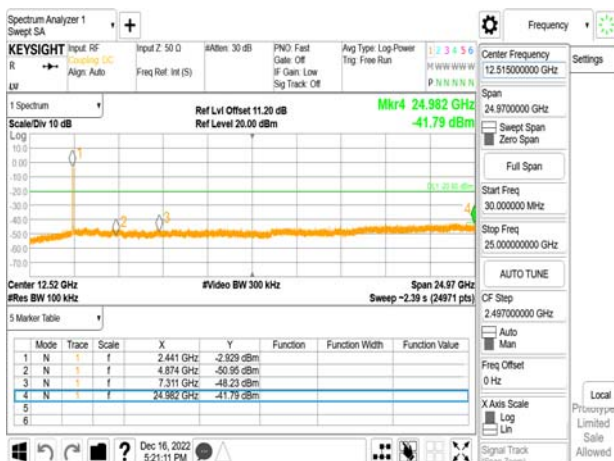 Spectrum Analyzer 1
Swept SA
Frequency
KEYSIGHT
Input: RF
Coupling: DC
Align: Auto
Input Z: 50 Ω
Freq Ref: Int (S)
#Atten: 30 dB
PNO: Fast
Gate: Off
IF Gain: Low
Sig Track: Off
Avg Type: Log-Power
Trig: Free Run
1 2 3 4 5 6
M W W W W W
P N N N N N
R
Center Frequency
12.515000000 GHz
Settings
Span
24.9700000 GHz
Swept Span
Zero Span
Full Span
Start Freq
30.000000 MHz
Stop Freq
25.000000000 GHz
AUTO TUNE
CF Step
2.497000000 GHz
Auto
Man
Freq Offset
0 Hz
X Axis Scale
Log
Lin
Signal Track
Local
Prototype
Limited
Sale
Allowed
1 Spectrum
Scale/Div 10 dB
Log
Ref Lvl Offset 11.20 dB
Ref Level 20.00 dBm
Mkr4 24.982 GHz
-41.79 dBm
10.0
0.00
-10.0
-20.0
-30.0
-40.0
-50.0
-60.0
-70.0
1
2
3
4
Center 12.52 GHz
#Res BW 100 kHz
#Video BW 300 kHz
Span 24.97 GHz
Sweep ~2.39 s (24971 pts)
5 Marker Table
Mode Trace Scale X Y Function Function Width Function Value
1 N 1 f 2.441 GHz -2.929 dBm
2 N 1 f 4.874 GHz -50.95 dBm
3 N 1 f 7.311 GHz -48.23 dBm
4 N 1 f 24.982 GHz -41.79 dBm
5
6
?
Dec 16, 2022
5:21:11 PM